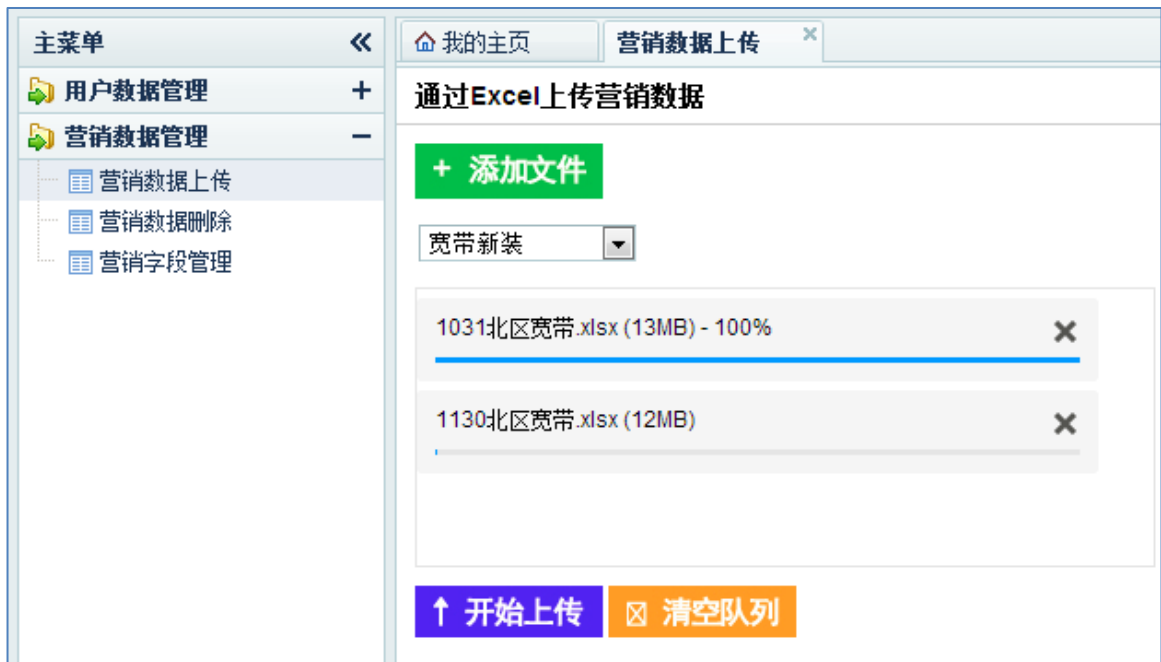 主菜单
用户数据管理
营销数据管理
营销数据上传
营销数据删除
营销字段管理
我的主页
营销数据上传
通过Excel上传营销数据
+ 添加文件
宽带新装
1031北区宽带.xlsx (13MB) - 100%
1130北区宽带.xlsx (12MB)
开始上传
清空队列